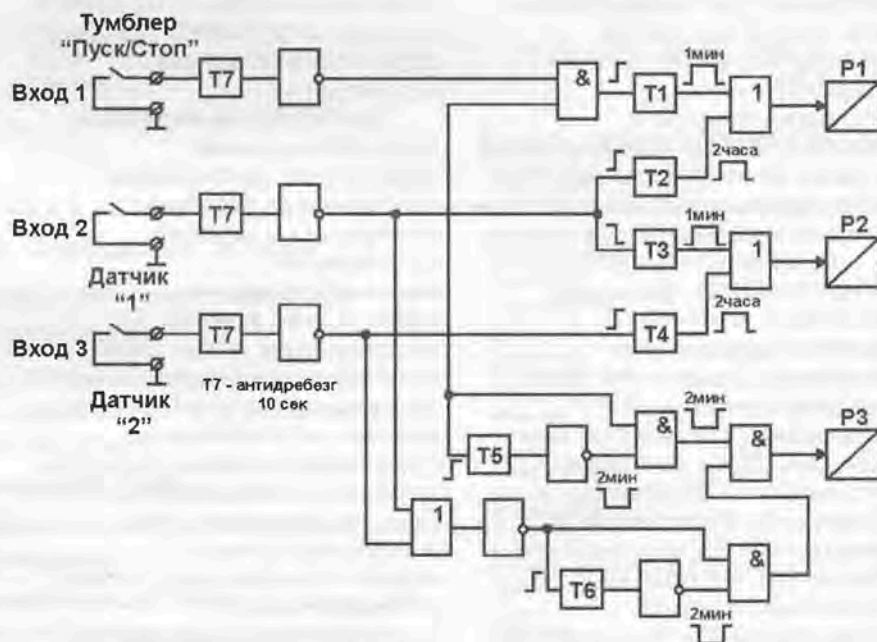 Тумблер
“Пуск/Стоп”
Вход 1
T7
&
T1
1мин
1
P1
T2
2часа
Вход 2
T7
T3
1мин
1
P2
Датчик
“1”
2часа
Вход 3
T7
T4
Датчик
“2”
T7 - антидребезг
10 сек
&
2мин
&
P3
T5
2мин
1
&
T6
2мин